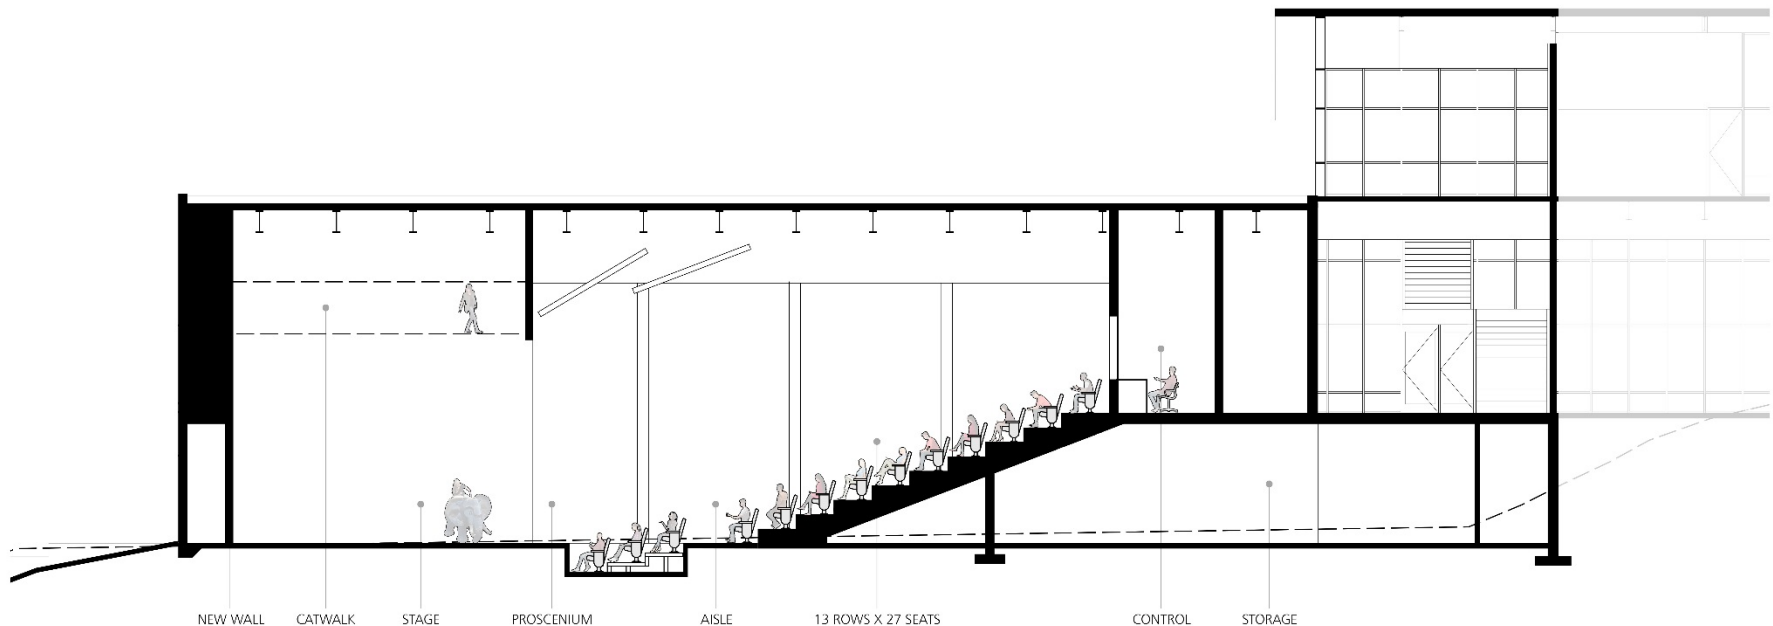 NEW WALL CATWALK STAGE PROSCENIUM AISLE 13 ROWS X 27 SEATS CONTROL STORAGE